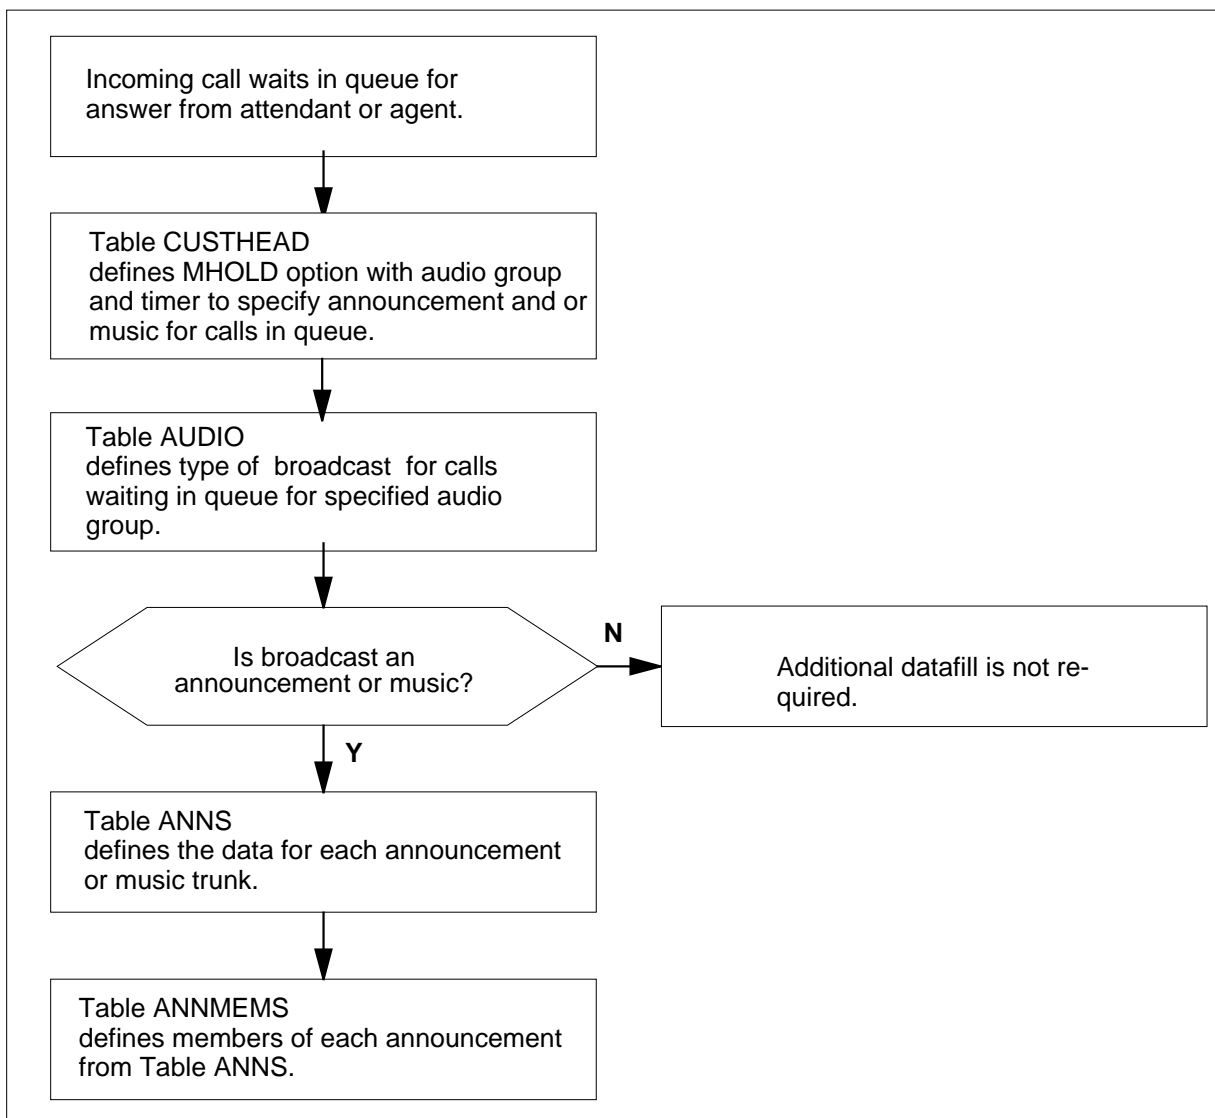 Incoming call waits in queue for
answer from attendant or agent.
Table CUSTHEAD
defines MHOLD option with audio group
and timer to specify announcement and or
music for calls in queue.
Table AUDIO
defines type of broadcast for calls
waiting in queue for specified audio
group.
Is broadcast an
announcement or music?
N
Additional datafill is not re-
quired.
Y
Table ANNS
defines the data for each announcement
or music trunk.
Table ANNMEMS
defines members of each announcement
from Table ANNS.